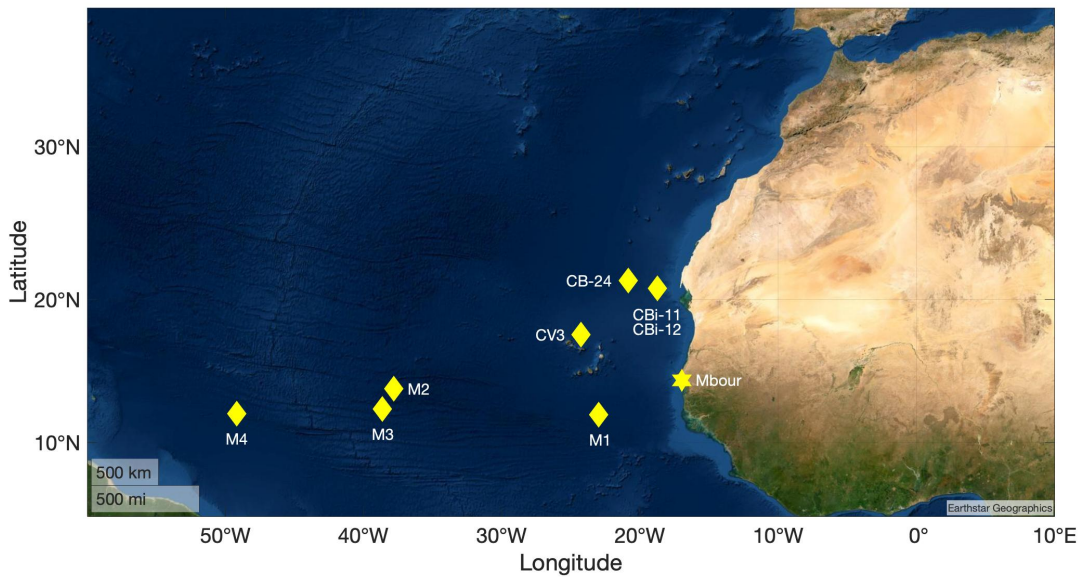 30°N
20°N
10°N
Latitude
CB-24
CBi-11
CBi-12
CV3
Mbour
M2
M3
M4
M1
500 km
500 mi
Earthstar Geographics
50°W
40°W
30°W
20°W
10°W
0°
10°E
Longitude